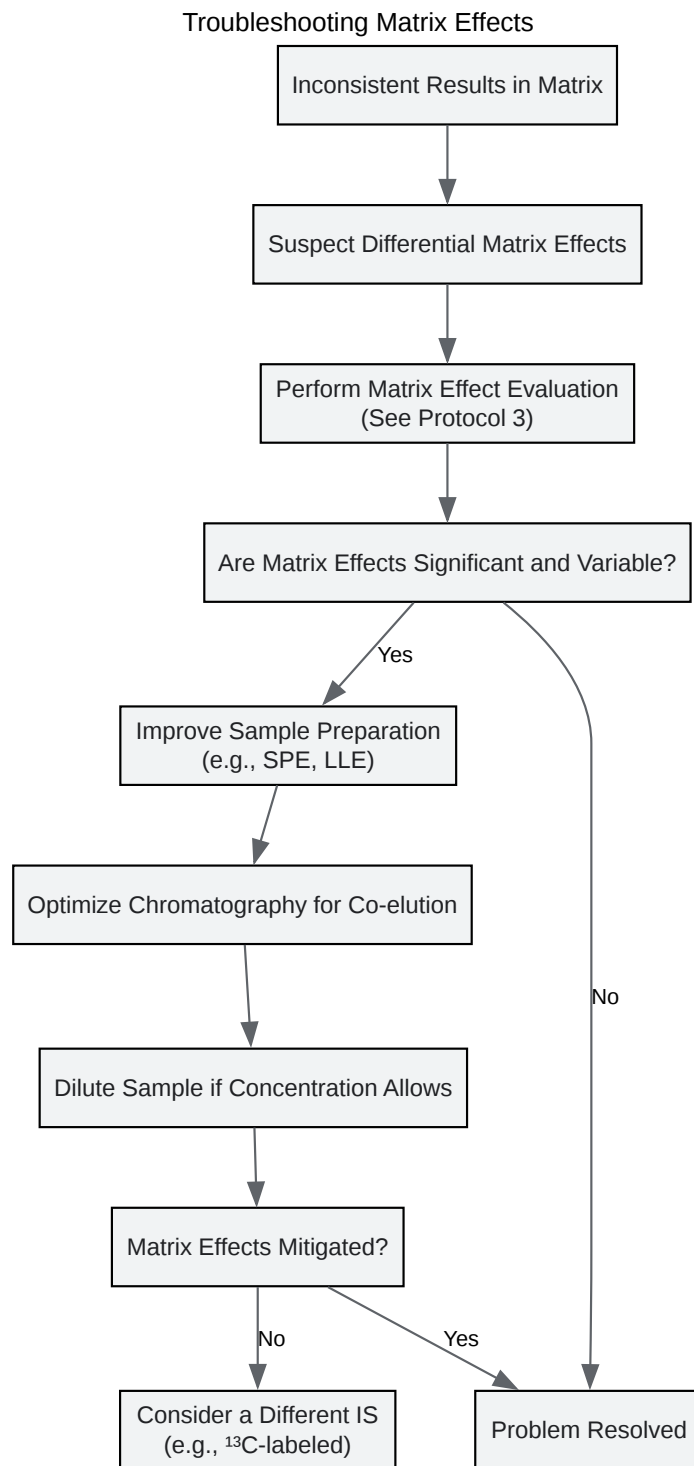 Troubleshooting Matrix Effects
Inconsistent Results in Matrix
Suspect Differential Matrix Effects
Perform Matrix Effect Evaluation
(See Protocol 3)
Are Matrix Effects Significant and Variable?
Yes
Improve Sample Preparation
(e.g., SPE, LLE)
Optimize Chromatography for Co-elution
No
Dilute Sample if Concentration Allows
Matrix Effects Mitigated?
No
Yes
Consider a Different IS
(e.g., ¹³C-labeled)
Problem Resolved